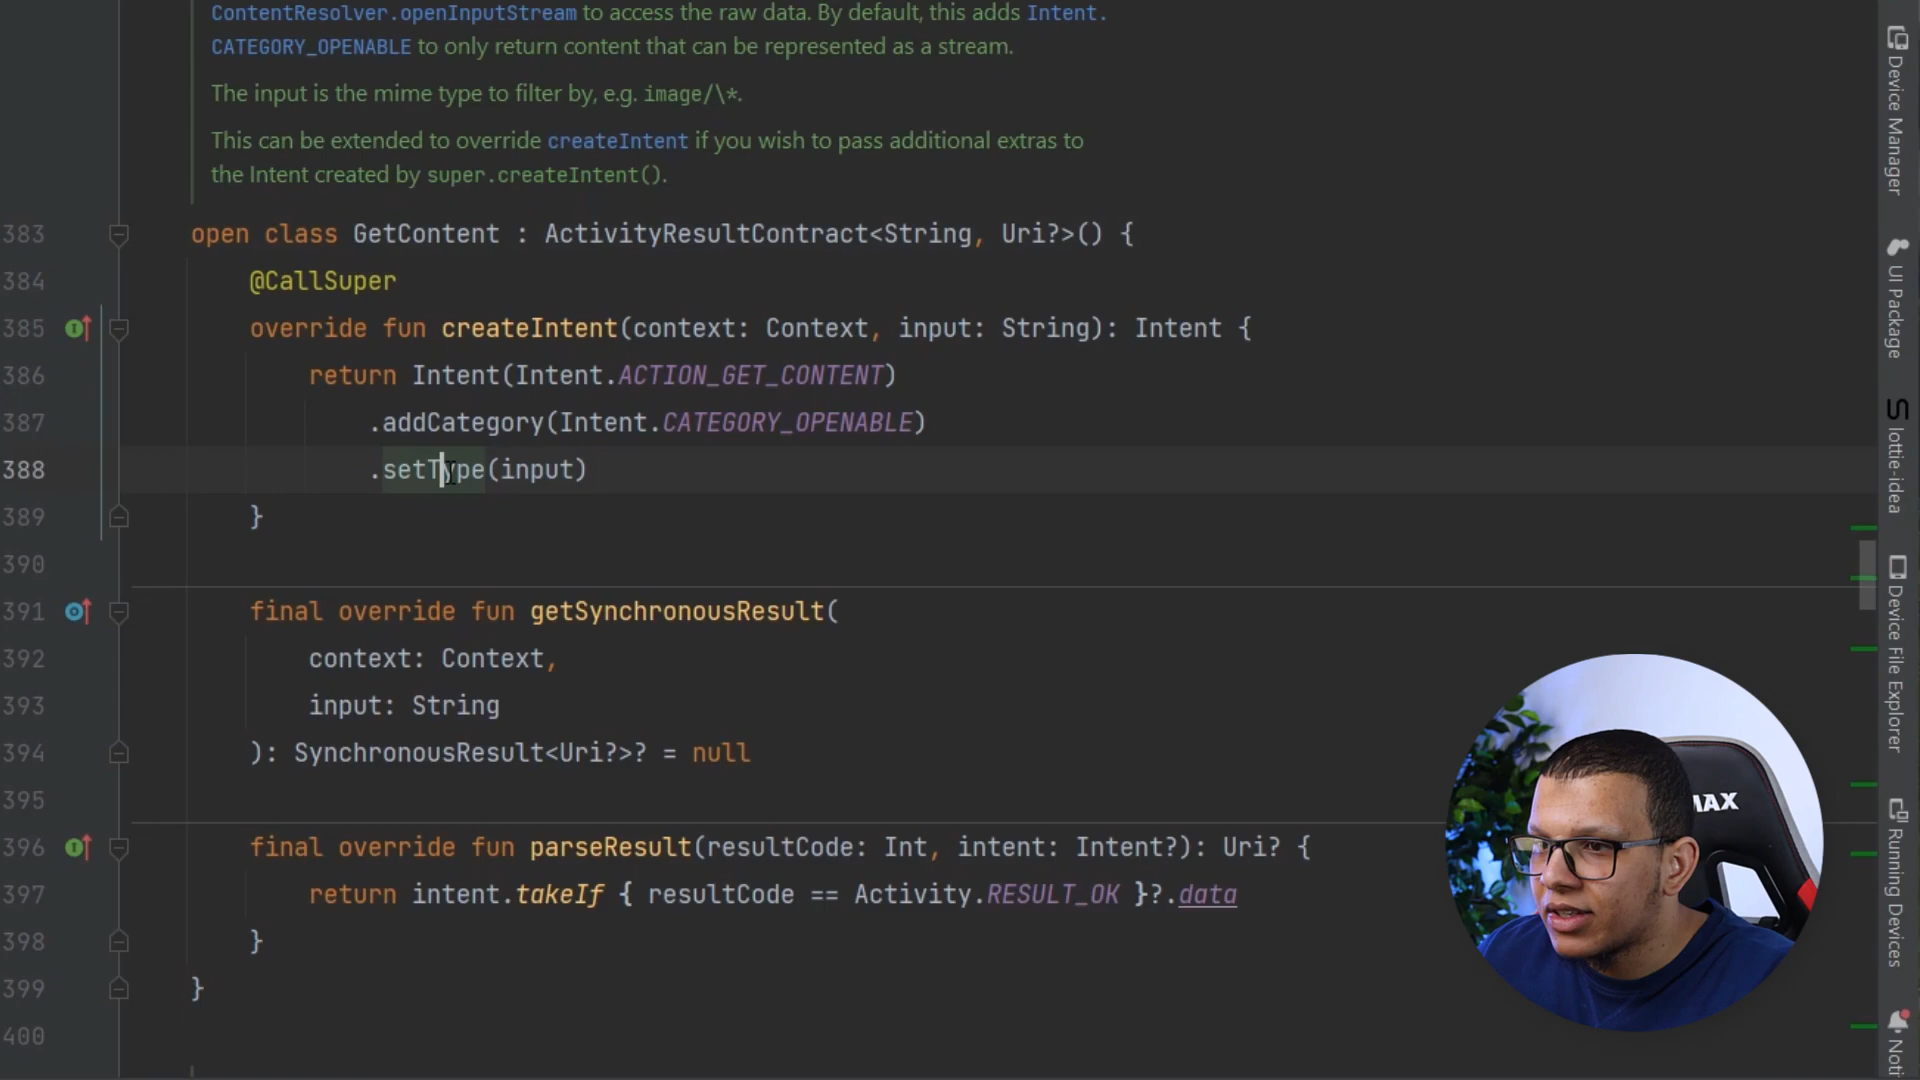 ContentResolver.openInputStream to access the raw data. By default, this adds Intent.
CATEGORY_OPENABLE to only return content that can be represented as a stream.
The input is the mime type to filter by, e.g. image/\*.
This can be extended to override createIntent if you wish to pass additional extras to
the Intent created by super.createIntent().
383 open class GetContent : ActivityResultContract<String, Uri?>() {
384 @CallSuper
385 override fun createIntent(context: Context, input: String): Intent {
386 return Intent(Intent.ACTION_GET_CONTENT)
387 .addCategory(Intent.CATEGORY_OPENABLE)
388 .setType(input)
389 }
390
391 final override fun getSynchronousResult(
392 context: Context,
393 input: String
394 ): SynchronousResult<Uri?>? = null
395
396 final override fun parseResult(resultCode: Int, intent: Intent?): Uri? {
397 return intent.takeIf { resultCode == Activity.RESULT_OK }?.data
398 }
399 }
400
Device Manager
UI Package
lottie-idea
Device File Explorer
Running Devices
Noti
MAX